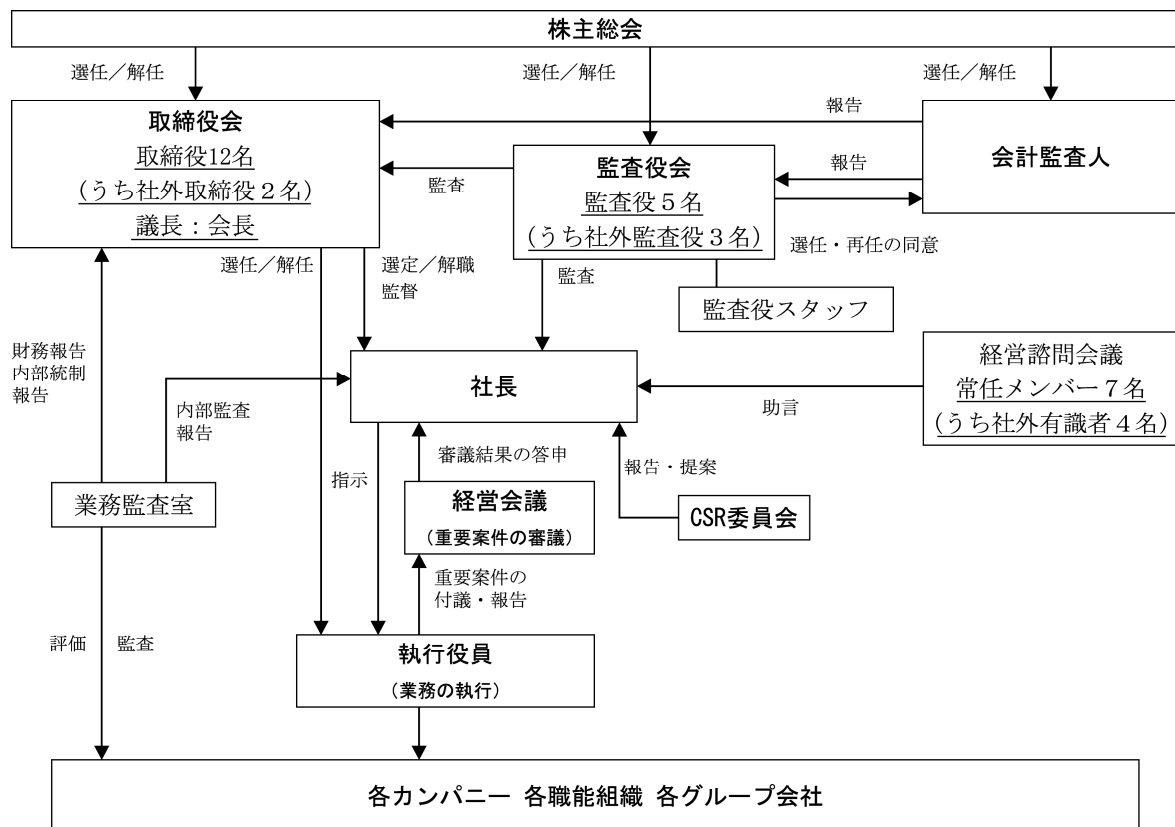 株主総会
選任／解任
選任／解任
選任／解任
取締役会
取締役12名
(うち社外取締役２名)
議長：会長
報告
会計監査人
監査
監査役会
監査役５名
(うち社外監査役３名)
報告
選任・再任の同意
選任／解任
選定／解職
監督
監査
監査役スタッフ
財務報告
内部統制
報告
社長
経営諮問会議
常任メンバー７名
(うち社外有識者４名)
助言
内部監査
報告
審議結果の答申
報告・提案
指示
業務監査室
経営会議
(重要案件の審議)
CSR委員会
重要案件の
付議・報告
評価
監査
執行役員
(業務の執行)
各カンパニー 各職能組織 各グループ会社